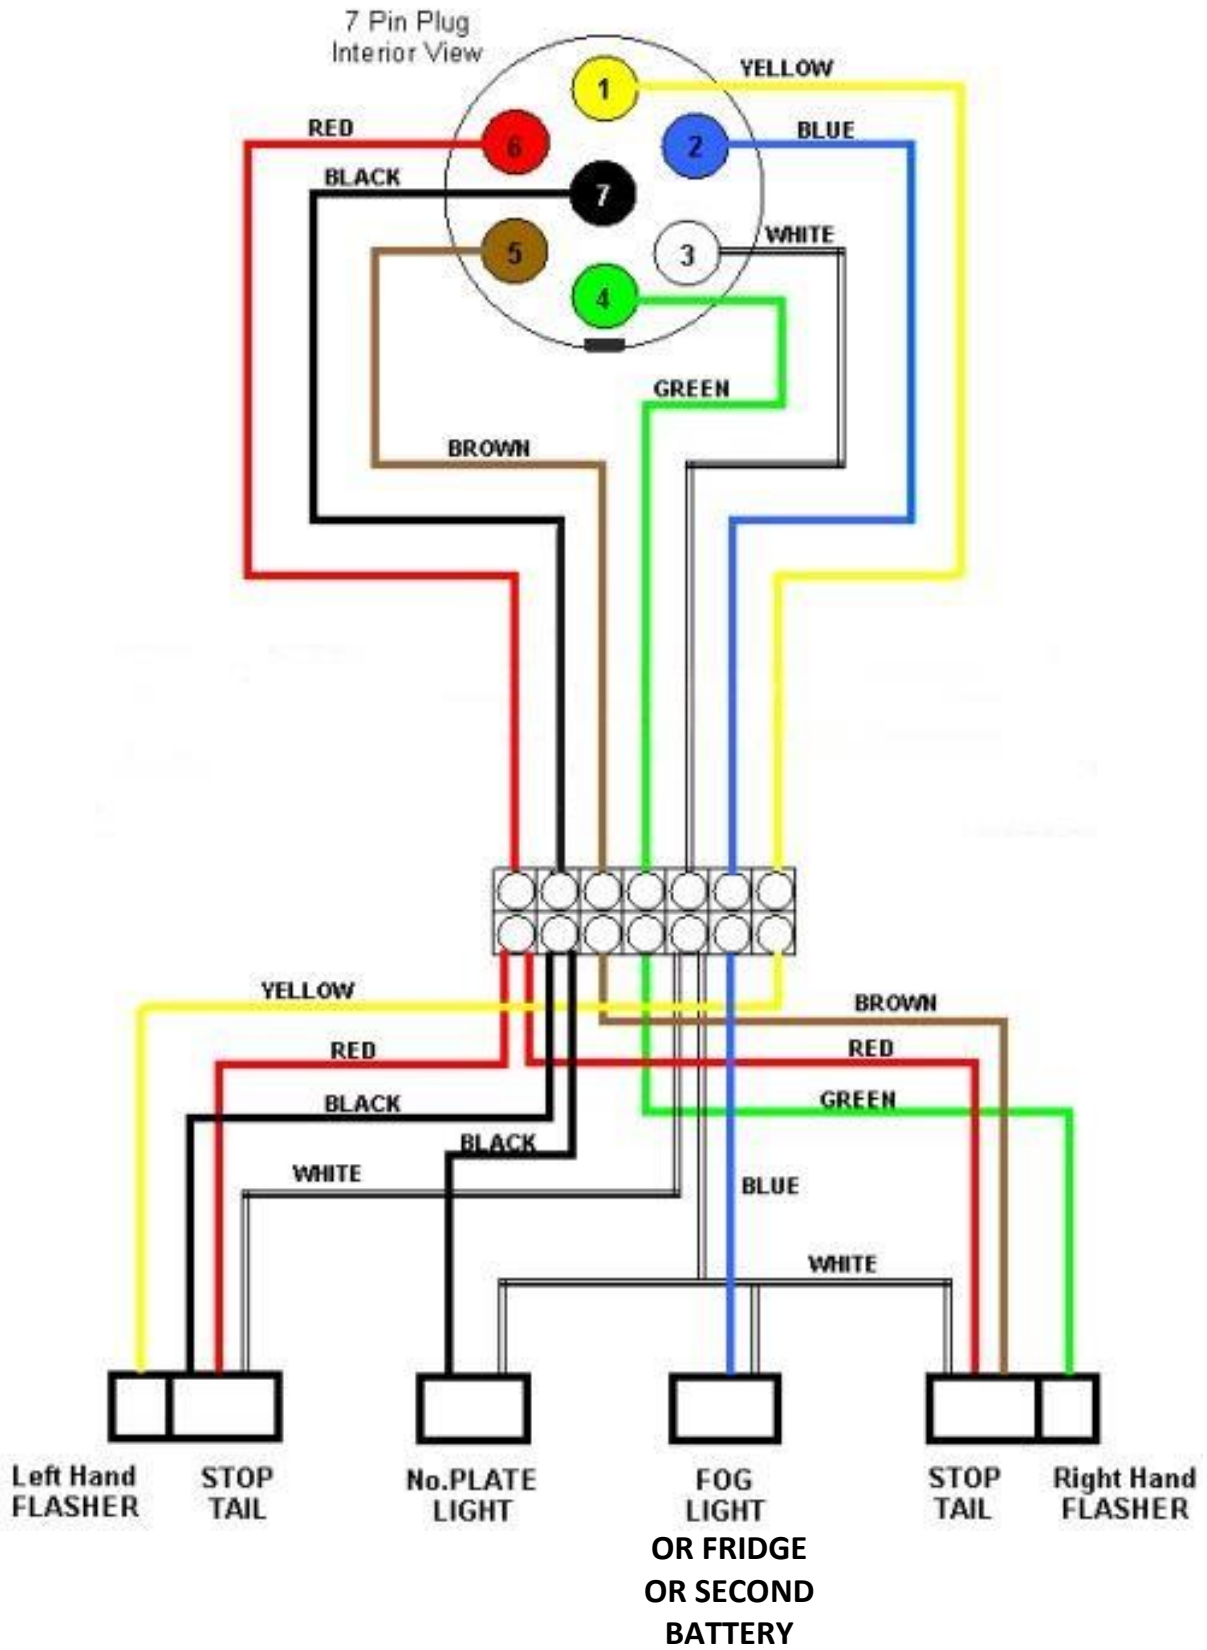 7 Pin Plug
Interior View
YELLOW
1
RED
BLUE
6
2
BLACK
7
WHITE
5
3
4
GREEN
BROWN
YELLOW
BROWN
RED
RED
BLACK
GREEN
BLACK
WHITE
BLUE
WHITE
Left Hand
FLASHER
STOP
TAIL
No.PLATE
LIGHT
FOG
LIGHT
OR FRIDGE
OR SECOND
BATTERY
STOP
TAIL
Right Hand
FLASHER